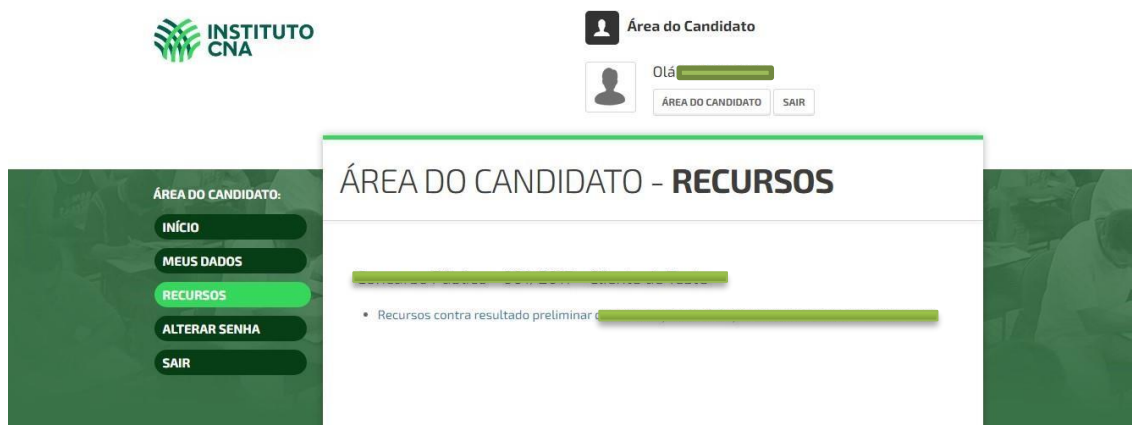 INSTITUTO
CNA
Área do Candidato
Olá
ÁREA DO CANDIDATO SAIR
ÁREA DO CANDIDATO - RECURSOS
ÁREA DO CANDIDATO:
INÍCIO
MEUS DADOS
RECURSOS
ALTERAR SENHA
SAIR
Recursos contra resultado preliminar